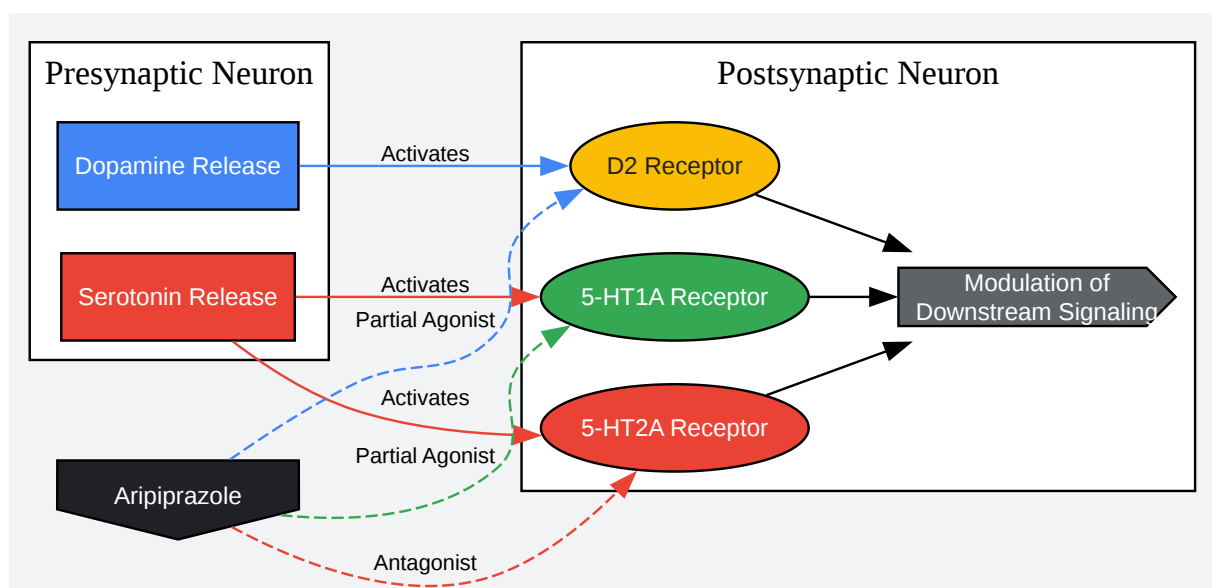 Presynaptic Neuron
Postsynaptic Neuron
Dopamine Release
Activates
D2 Receptor
Serotonin Release
Activates
5-HT1A Receptor
Modulation of
Downstream Signaling
Partial Agonist
Activates
5-HT2A Receptor
Partial Agonist
Aripiprazole
Antagonist